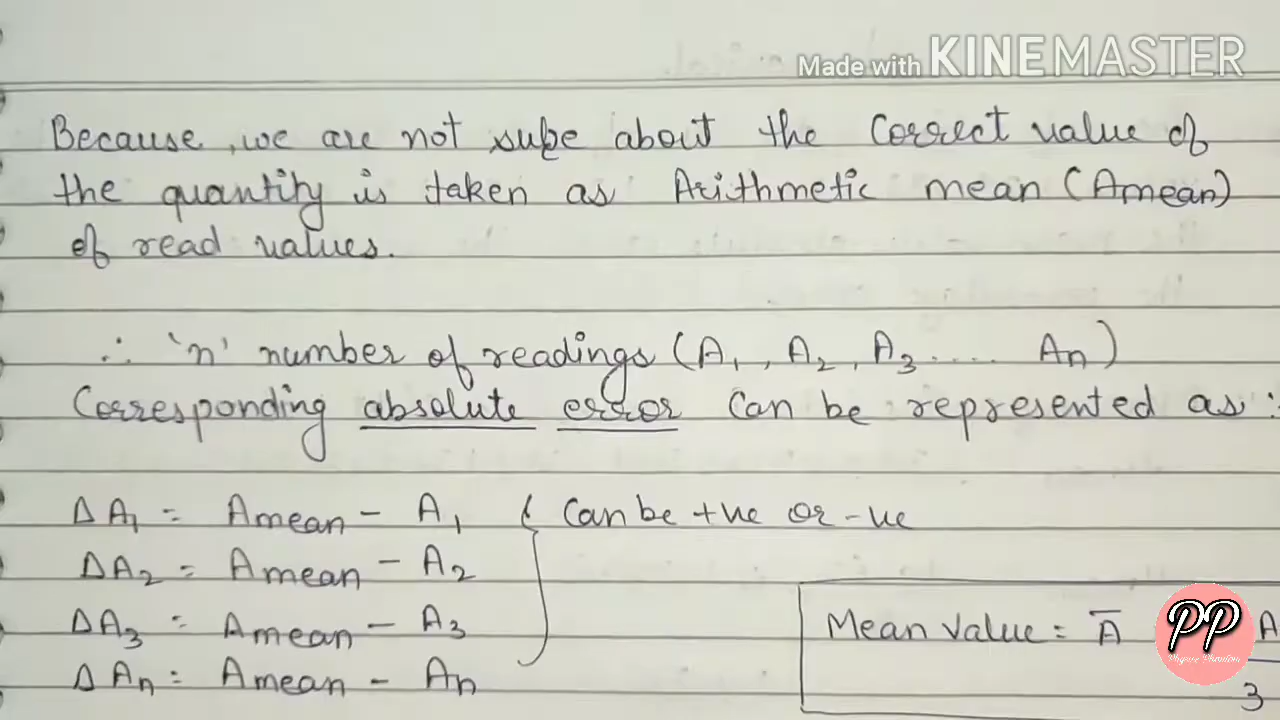 Made with KINEMASTER
Because, we are not sure about the correct value of
the quantity is taken as Arithmetic mean (Amean)
of read values.
∴ 'n' number of readings (A₁, A₂, A₃ .... An)
Corresponding absolute error can be represented as:
ΔA₁ = Amean - A₁ } can be +ve or -ve
ΔA₂ = Amean - A₂
ΔA₃ = Amean - A₃
ΔAn = Amean - An
Mean value = A̅
A
3
PP